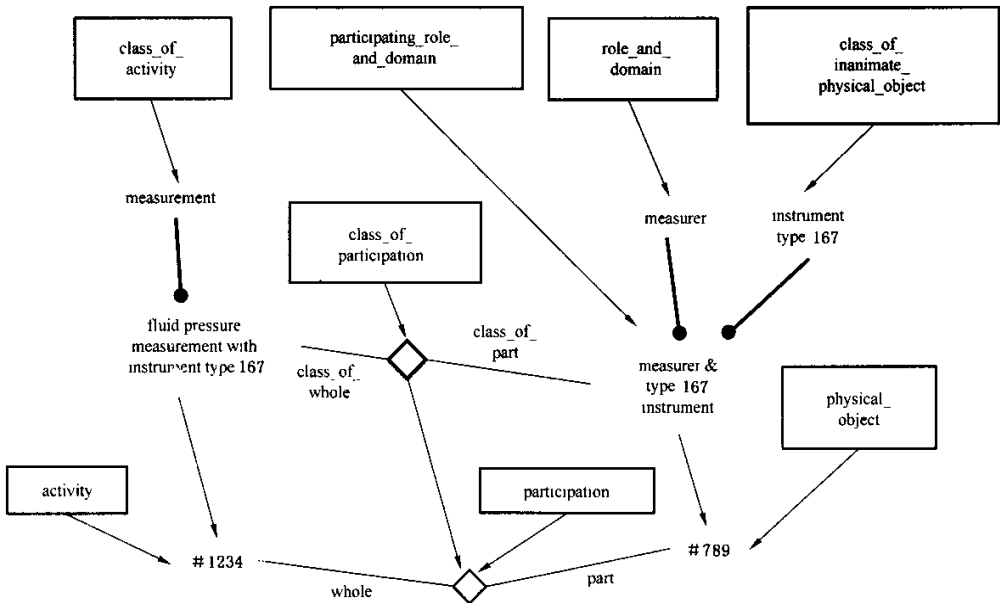 class_of_
activity
participating_role_
and_domain
role_and_
domain
class_of_
inanimate_
physical_object
measurement
class_of_
participation
measurer
instrument
type 167
fluid pressure
measurement with
instrument type 167
class_of_
whole
class_of_
part
measurer &
type 167
instrument
physical_
object
activity
participation
#1234
whole
part
#789